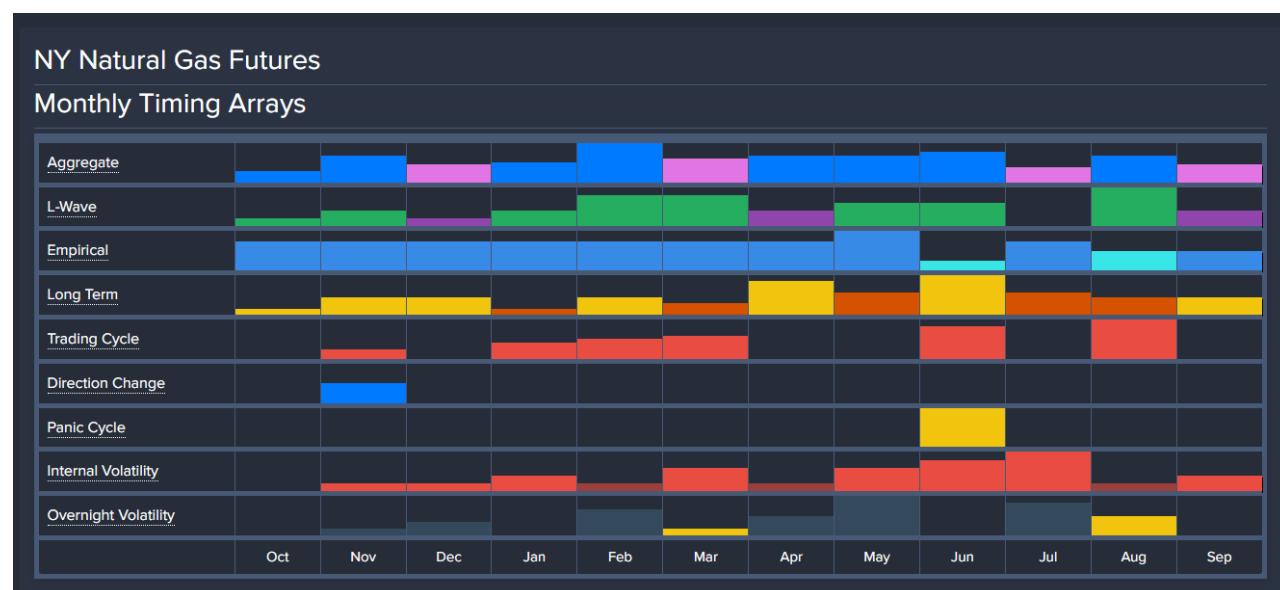 NY Natural Gas Futures
Monthly Timing Arrays
Aggregate
L-Wave
Empirical
Long Term
Trading Cycle
Direction Change
Panic Cycle
Internal Volatility
Overnight Volatility
Oct Nov Dec Jan Feb Mar Apr May Jun Jul Aug Sep